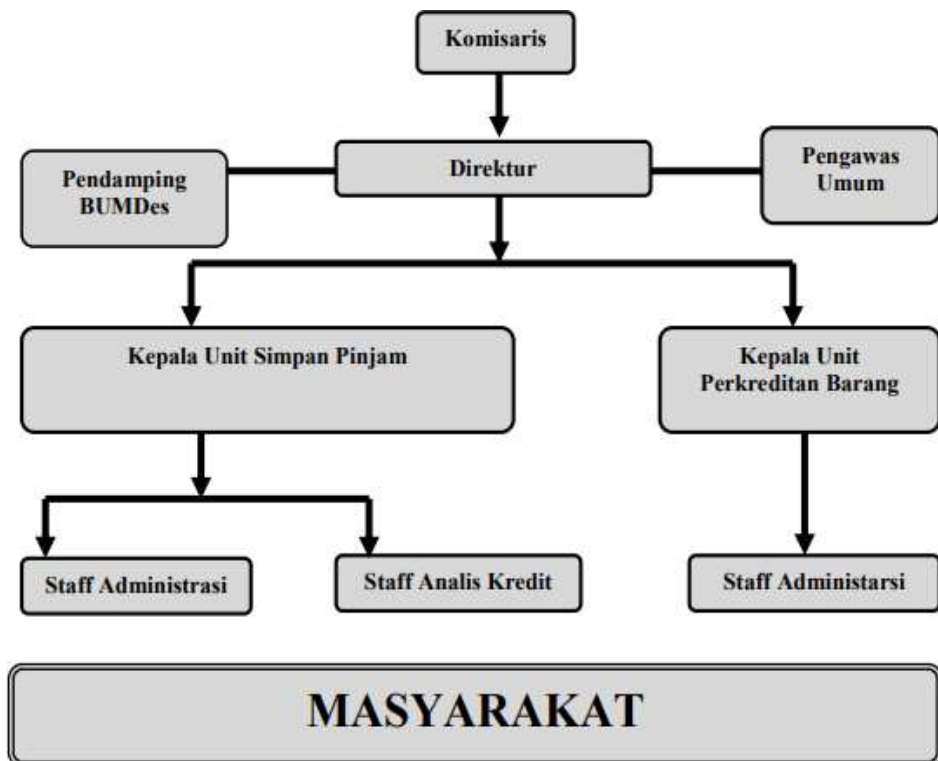 Komisaris
Pendamping
BUMDes
Direktur
Pengawas
Umum
Kepala Unit Simpan Pinjam
Kepala Unit
Perkreditan Barang
Staff Administrasi
Staff Analis Kredit
Staff Administarsi
MASYARAKAT